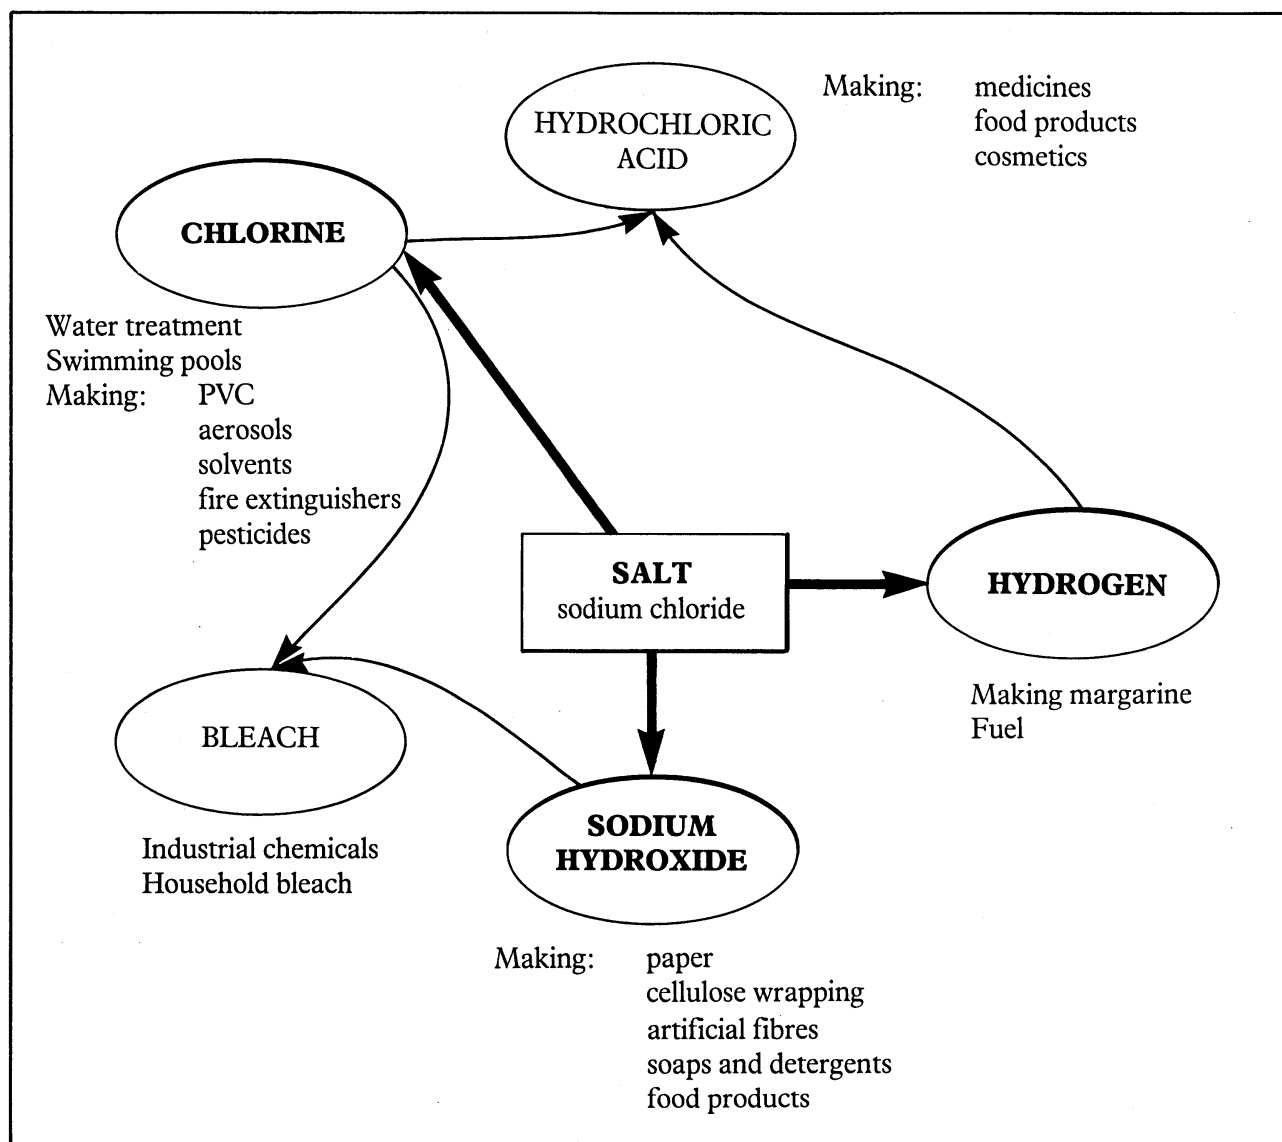 Making: medicines
food products
cosmetics
HYDROCHLORIC
ACID
CHLORINE
Water treatment
Swimming pools
Making: PVC
aerosols
solvents
fire extinguishers
pesticides
SALT
sodium chloride
HYDROGEN
Making margarine
Fuel
BLEACH
Industrial chemicals
Household bleach
SODIUM
HYDROXIDE
Making: paper
cellulose wrapping
artificial fibres
soaps and detergents
food products